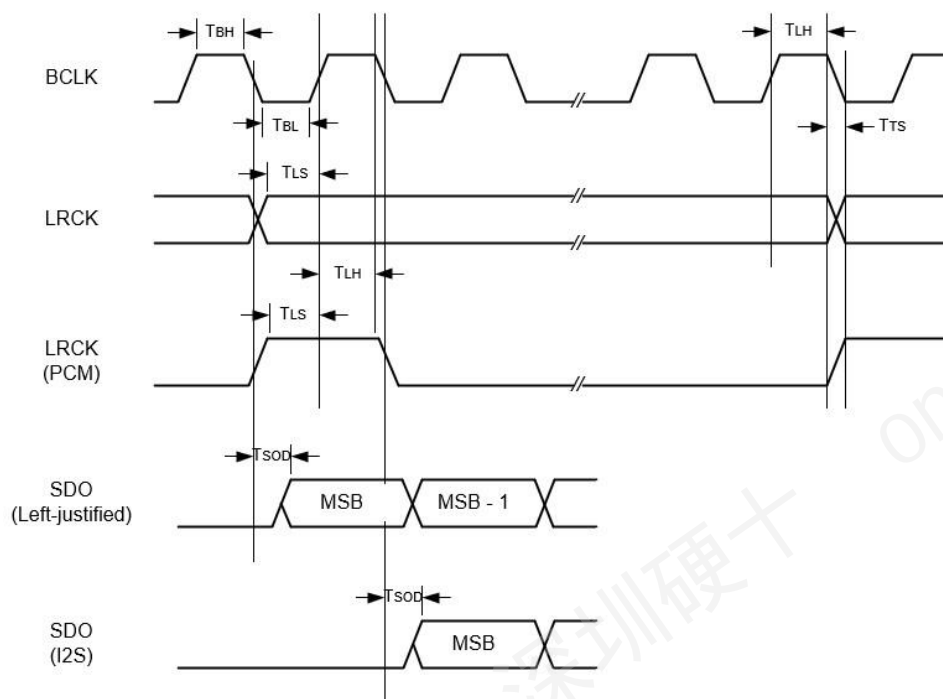 TBH
TLH
BCLK
TBL
TTS
TLS
LRCK
TLH
TLS
LRCK
(PCM)
TSOD
SDO
(Left-justified)
MSB
MSB - 1
TSOD
SDO
(I2S)
MSB
深圳硬十